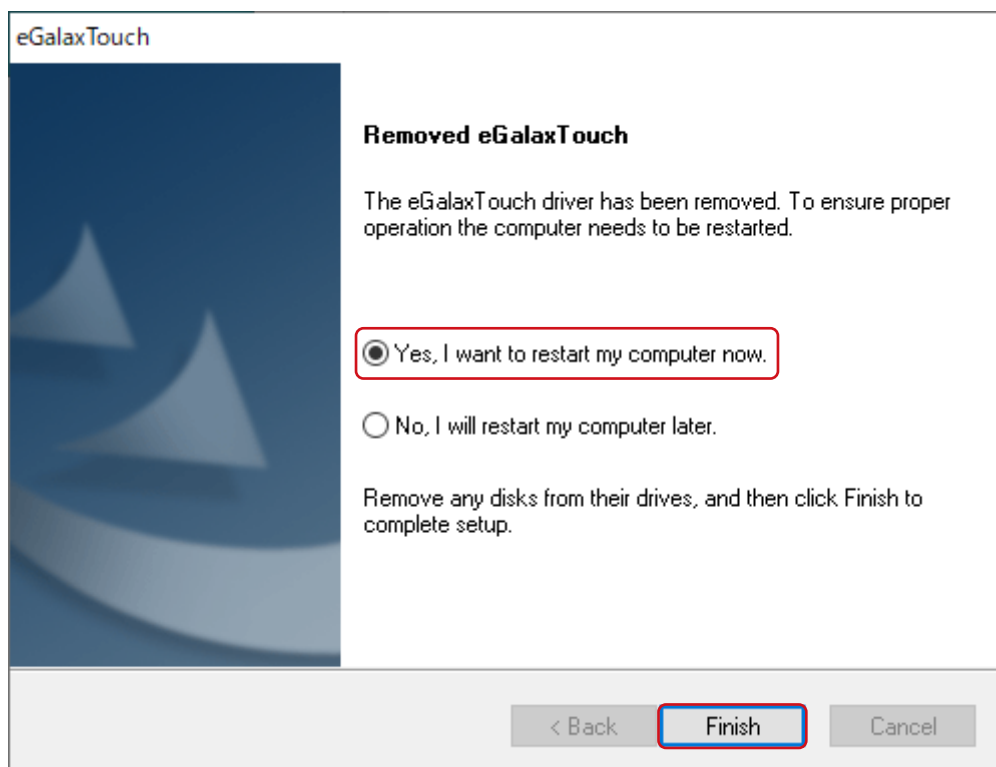 eGalaxTouch
Removed eGalaxTouch
The eGalaxTouch driver has been removed. To ensure proper
operation the computer needs to be restarted.
Yes, I want to restart my computer now.
No, I will restart my computer later.
Remove any disks from their drives, and then click Finish to
complete setup.
< Back
Finish
Cancel